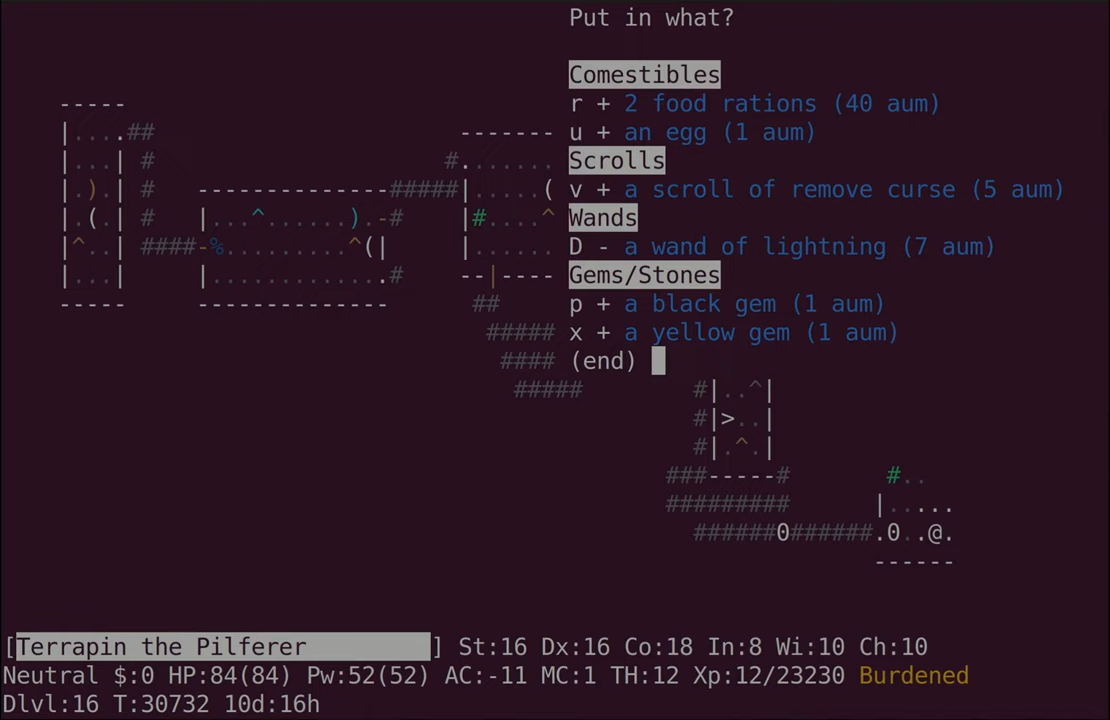 Put in what?
Comestibles
-----
r + 2 food rations (40 aum)
|....##
-------
u + an egg (1 aum)
|...| #
#.......
Scrolls
|.).| #
--------------#####|.....(
v + a scroll of remove curse (5 aum)
|.(.| # |...^......). -# |#....^
Wands
|^..| ####-%.........^(| |......
D - a wand of lightning (7 aum)
|...| |.............# --|----
Gems/Stones
----- --------------
##
p + a black gem (1 aum)
#####
x + a yellow gem (1 aum)
####
(end)
##### #|..^|
#|>..|
#|.^.|
###-----# #..
######### |.....
######0######.0..@.
------
[Terrapin the Pilferer ] St:16 Dx:16 Co:18 In:8 Wi:10 Ch:10
Neutral $:0 HP:84(84) Pw:52(52) AC:-11 MC:1 TH:12 Xp:12/23230 Burdened
Dlvl:16 T:30732 10d:16h